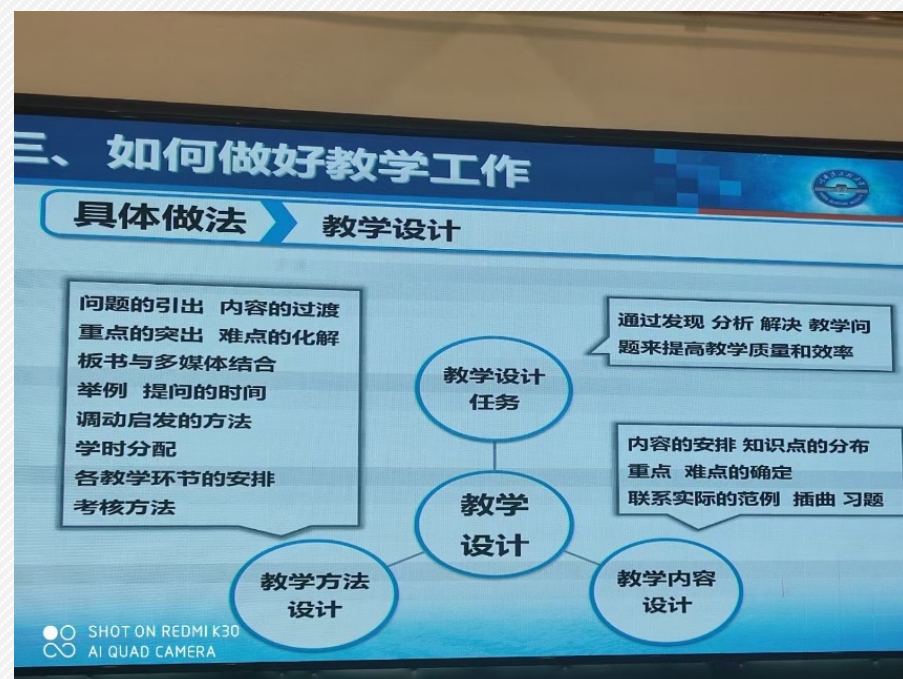 三、如何做好教学工作
具体做法
教学设计
问题的引出 内容的过渡
重点的突出 难点的化解
板书与多媒体结合
举例 提问的时间
调动启发的方法
学时分配
各教学环节的安排
考核方法
通过发现 分析 解决 教学问
题来提高教学质量和效率
教学设计
任务
内容的安排 知识点的分布
重点 难点的确定
联系实际的范例 插曲 习题
教学
设计
教学方法
设计
教学内容
设计
SHOT ON REDMI K30
AI QUAD CAMERA